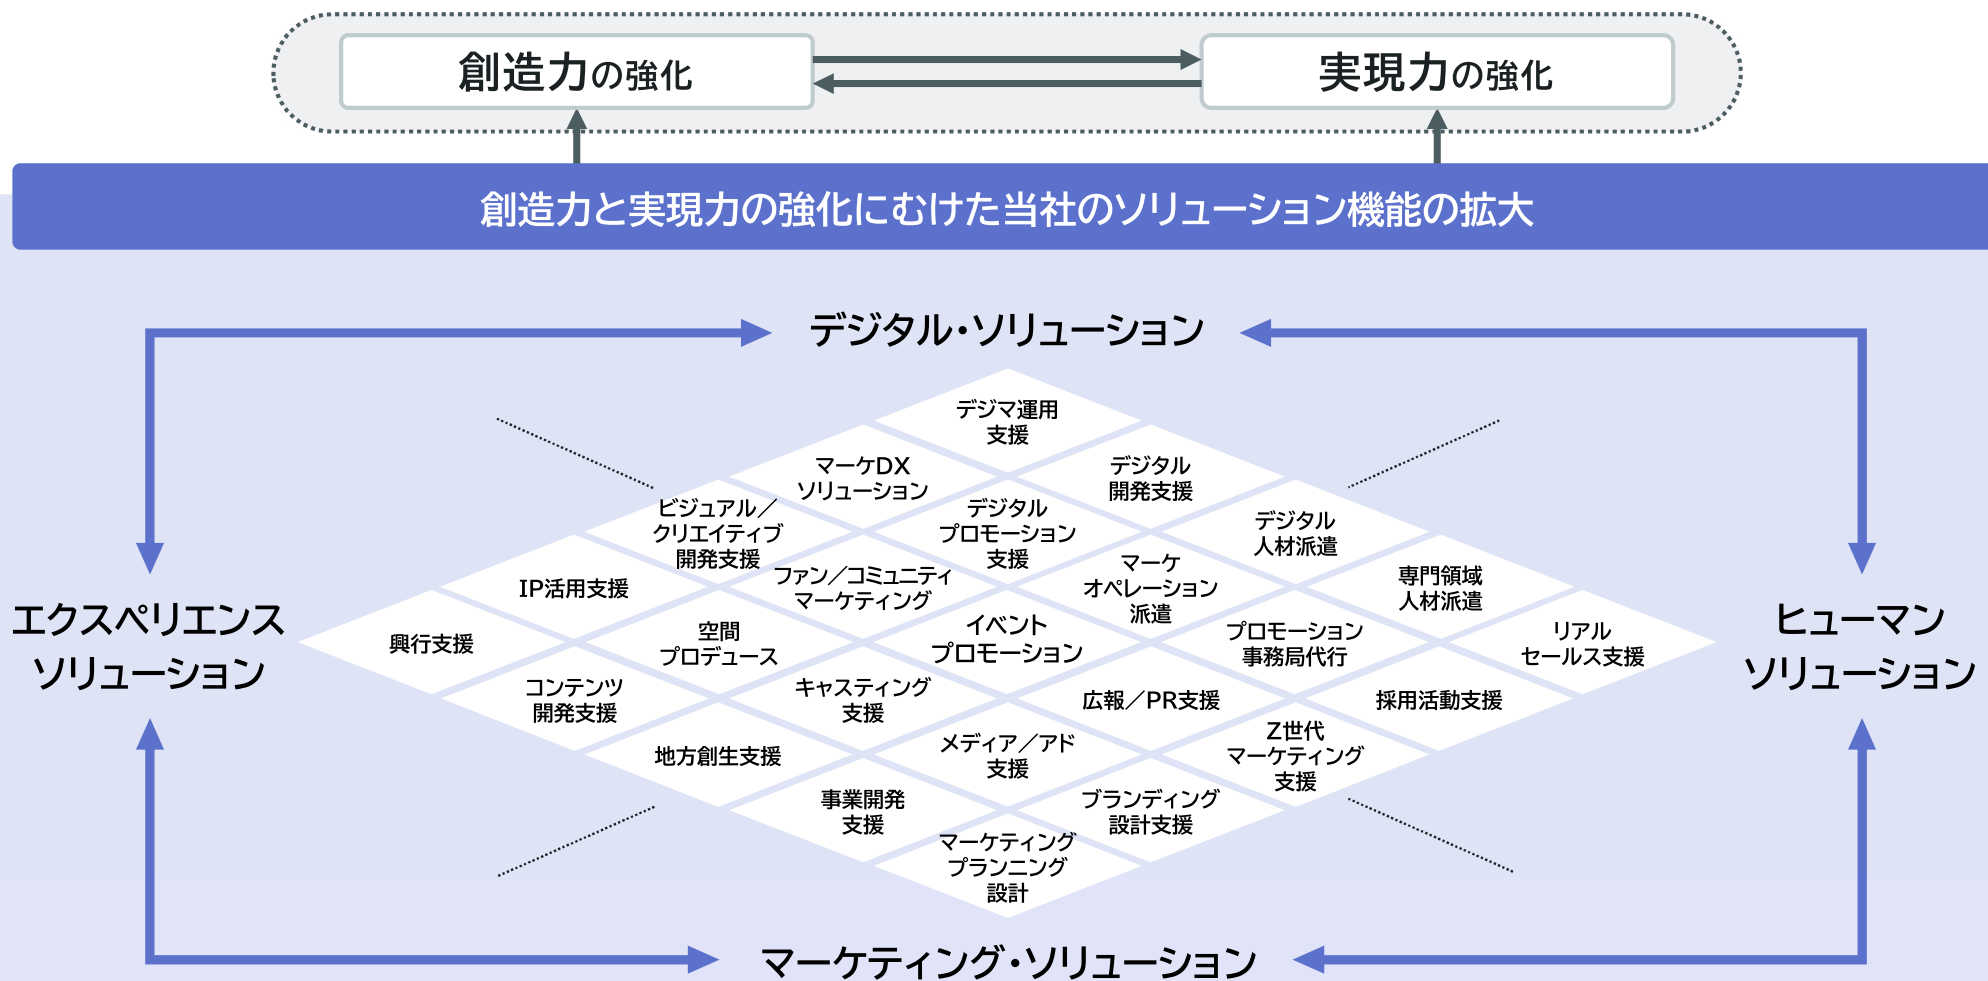 創造力の強化
実現力の強化
創造力と実現力の強化にむけた当社のソリューション機能の拡大
デジタル・ソリューション
エクスペリエンス
ソリューション
ヒューマン
ソリューション
デジマ運用
支援
マーケDX
ソリューション
デジタル
開発支援
ビジュアル／
クリエイティブ
開発支援
デジタル
プロモーション
支援
デジタル
人材派遣
IP活用支援
ファン／コミュニティ
マーケティング
マーケ
オペレーション
派遣
専門領域
人材派遣
興行支援
空間
プロデュース
イベント
プロモーション
プロモーション
事務局代行
リアル
セールス支援
コンテンツ
開発支援
キャスティング
支援
広報／PR支援
採用活動支援
地方創生支援
メディア／アド
支援
Z世代
マーケティング
支援
事業開発
支援
ブランディング
設計支援
マーケティング
プランニング
設計
マーケティング・ソリューション